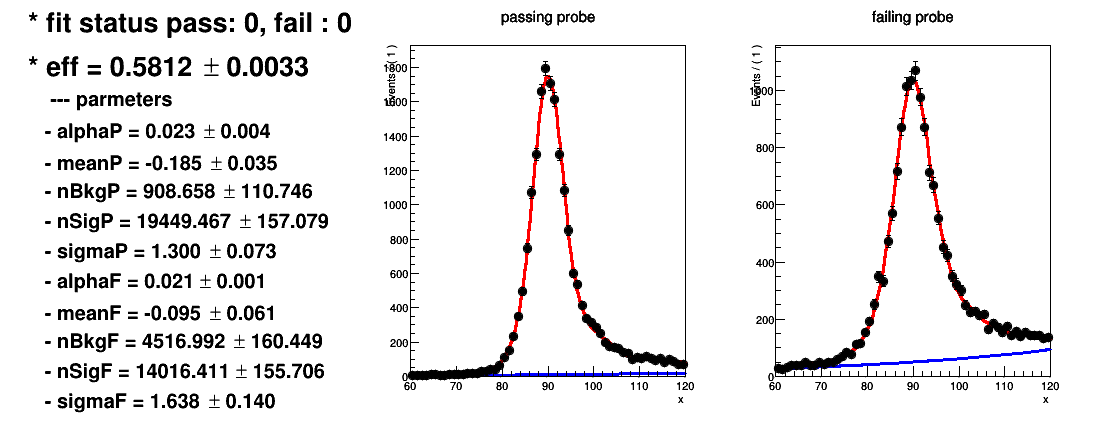 * fit status pass: 0, fail : 0
* eff = 0.5812 ± 0.0033
--- parmeters
- alphaP = 0.023 ± 0.004
- meanP = -0.185 ± 0.035
- nBkgP = 908.658 ± 110.746
- nSigP = 19449.467 ± 157.079
- sigmaP = 1.300 ± 0.073
- alphaF = 0.021 ± 0.001
- meanF = -0.095 ± 0.061
- nBkgF = 4516.992 ± 160.449
- nSigF = 14016.411 ± 155.706
- sigmaF = 1.638 ± 0.140
passing probe
Events / ( 1 )
1800
1600
1400
1200
1000
800
600
400
200
0
60 70 80 90 100 110 120
x
failing probe
Events / ( 1 )
1000
800
600
400
200
0
60 70 80 90 100 110 120
x